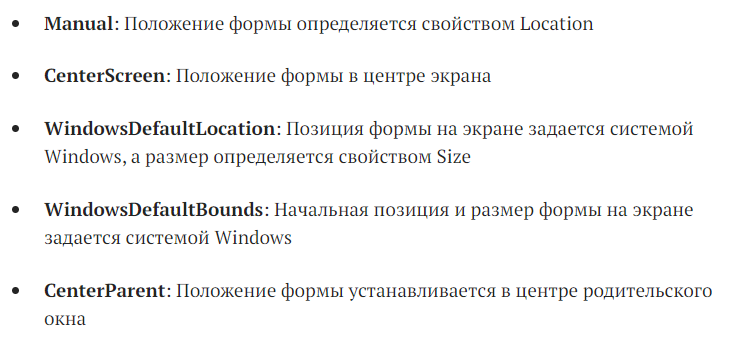 Manual: Положение формы определяется свойством Location
CenterScreen: Положение формы в центре экрана
WindowsDefaultLocation: Позиция формы на экране задается системой
Windows, а размер определяется свойством Size
WindowsDefaultBounds: Начальная позиция и размер формы на экране
задается системой Windows
CenterParent: Положение формы устанавливается в центре родительского
окна